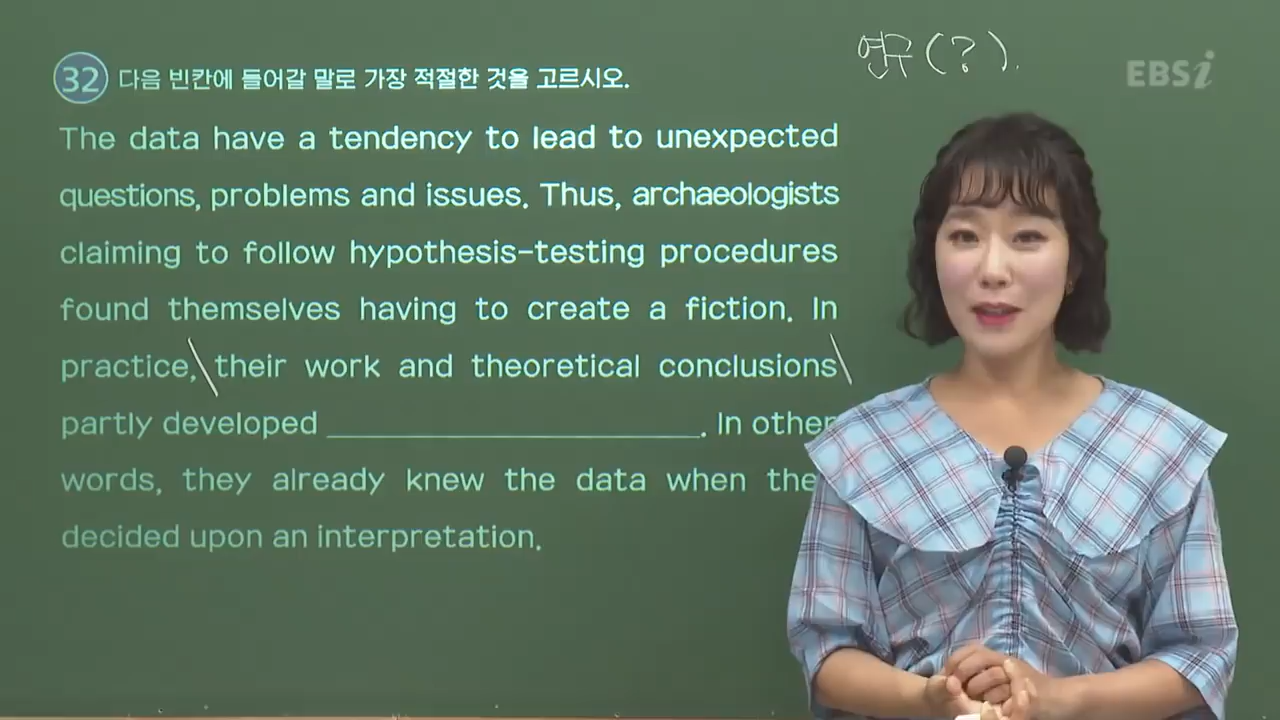 연구(?).
EBSi
32 다음 빈칸에 들어갈 말로 가장 적절한 것을 고르시오.
The data have a tendency to lead to unexpected
questions, problems and issues. Thus, archaeologists
claiming to follow hypothesis-testing procedures
found themselves having to create a fiction. In
practice, their work and theoretical conclusions
partly developed ____________________. In other
words, they already knew the data when the
decided upon an interpretation.